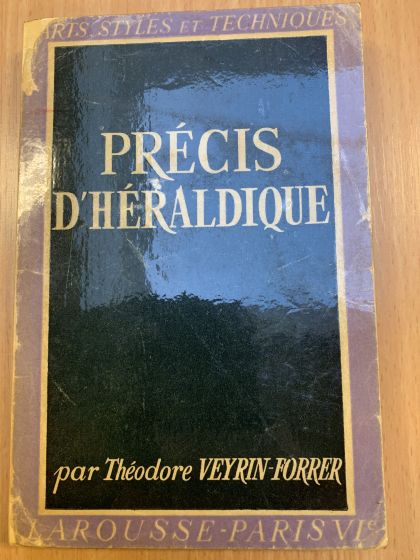 ARTS, STYLES ET TECHNIQUES
PRÉCIS
D'HÉRALDIQUE
par Théodore VEYRIN-FORRER
LAROUSSE-PARIS VIe